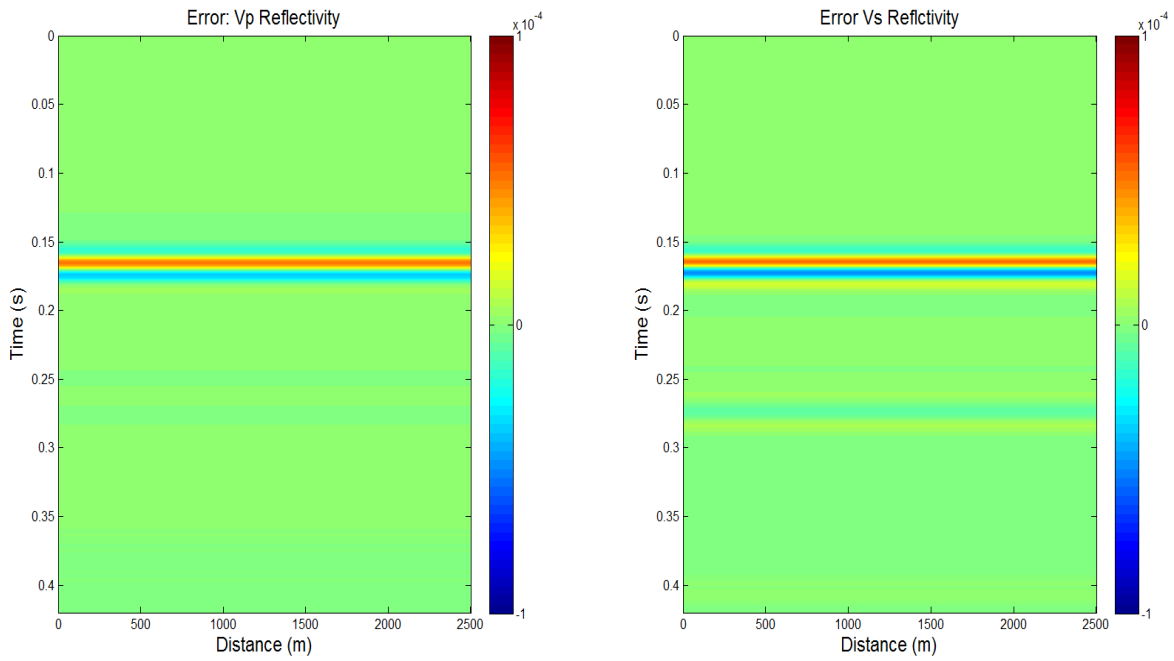 Error: Vp Reflectivity
x 10-4
1
0
-1
0
0.05
0.1
0.15
0.2
0.25
0.3
0.35
0.4
Time (s)
0 500 1000 1500 2000 2500
Distance (m)
Error Vs Reflctivity
x 10-4
1
0
-1
0
0.05
0.1
0.15
0.2
0.25
0.3
0.35
0.4
Time (s)
0 500 1000 1500 2000 2500
Distance (m)